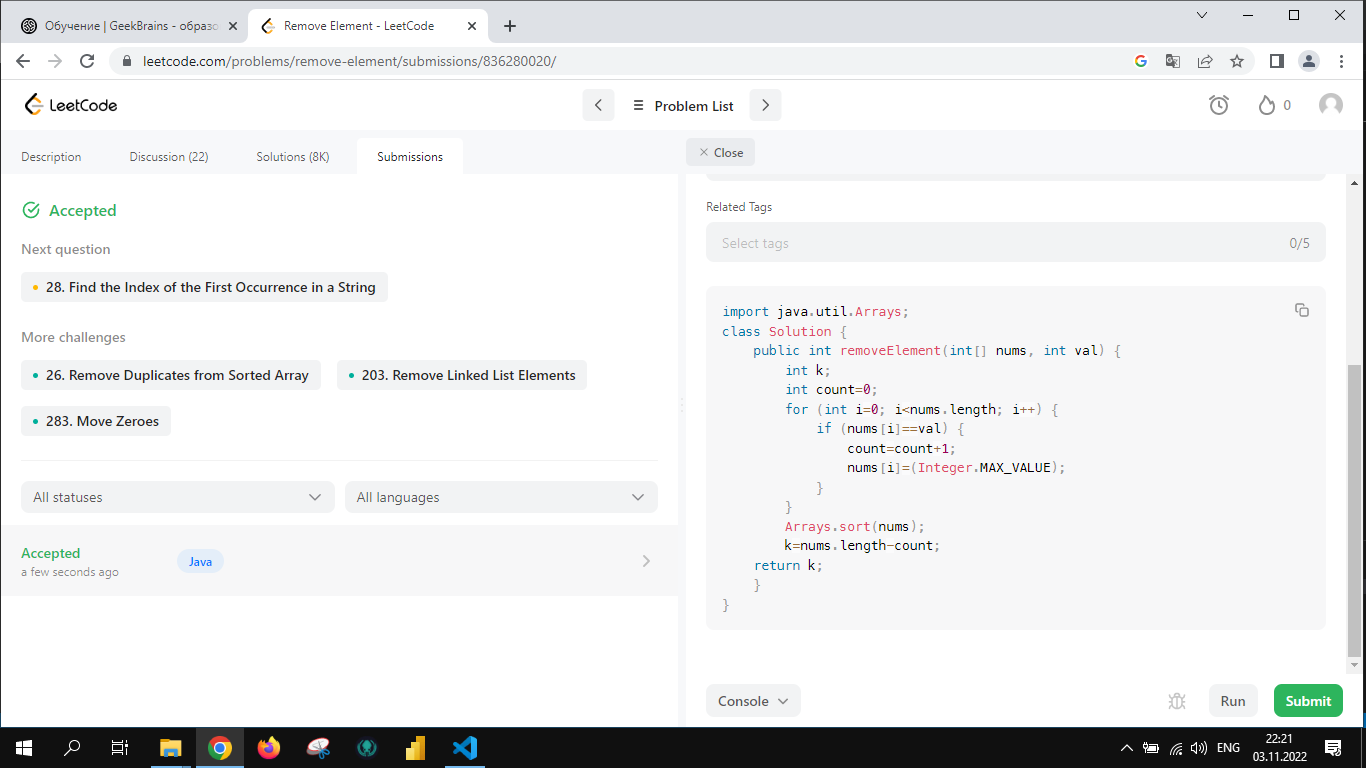 Обучение | GeekBrains - образо
Remove Element - LeetCode
leetcode.com/problems/remove-element/submissions/836280020/
LeetCode
Problem List
0
Description
Discussion (22)
Solutions (8K)
Submissions
Close
Accepted
Next question
28. Find the Index of the First Occurrence in a String
More challenges
26. Remove Duplicates from Sorted Array
203. Remove Linked List Elements
283. Move Zeroes
All statuses
All languages
Accepted
a few seconds ago
Java
Related Tags
Select tags
0/5
import java.util.Arrays;
class Solution {
    public int removeElement(int[] nums, int val) {
        int k;
        int count=0;
        for (int i=0; i<nums.length; i++) {
            if (nums[i]==val) {
                count=count+1;
                nums[i]=(Integer.MAX_VALUE);
            }
        }
        Arrays.sort(nums);
        k=nums.length-count;
    return k;
    }
}
Console
Run
Submit
ENG
22:21
03.11.2022